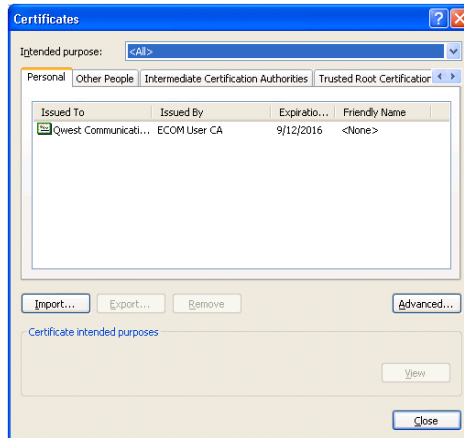 Certificates
Intended purpose: <All>
Personal Other People Intermediate Certification Authorities Trusted Root Certification
Issued To Issued By Expiratio... Friendly Name
Qwest Communicati... ECOM User CA 9/12/2016 <None>
Import... Export... Remove Advanced...
Certificate intended purposes
View
Close